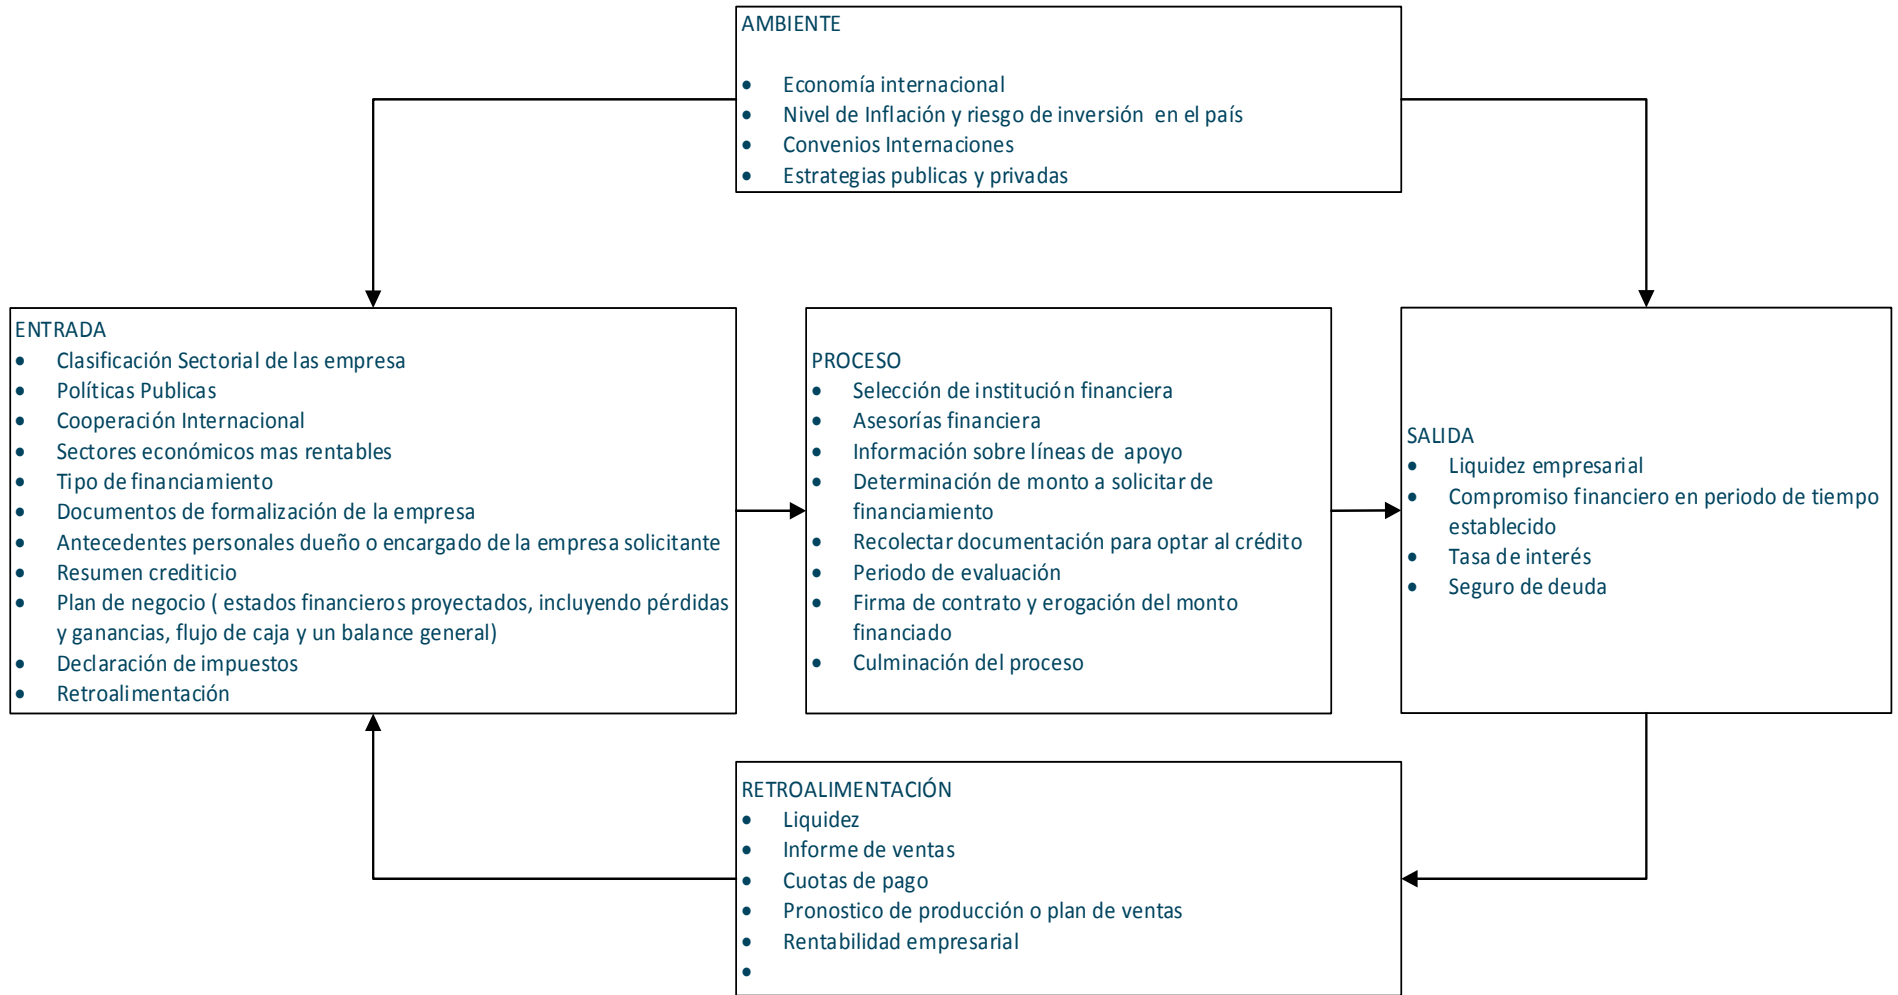 AMBIENTE
• Economía internacional
• Nivel de Inflación y riesgo de inversión en el país
• Convenios Internaciones
• Estrategias publicas y privadas
ENTRADA
• Clasificación Sectorial de las empresa
• Políticas Publicas
• Cooperación Internacional
• Sectores económicos mas rentables
• Tipo de financiamiento
• Documentos de formalización de la empresa
• Antecedentes personales dueño o encargado de la empresa solicitante
• Resumen crediticio
• Plan de negocio ( estados financieros proyectados, incluyendo pérdidas
y ganancias, flujo de caja y un balance general)
• Declaración de impuestos
• Retroalimentación
PROCESO
• Selección de institución financiera
• Asesorías financiera
• Información sobre líneas de apoyo
• Determinación de monto a solicitar de
financiamiento
• Recolectar documentación para optar al crédito
• Periodo de evaluación
• Firma de contrato y erogación del monto
financiado
• Culminación del proceso
SALIDA
• Liquidez empresarial
• Compromiso financiero en periodo de tiempo
establecido
• Tasa de interés
• Seguro de deuda
RETROALIMENTACIÓN
• Liquidez
• Informe de ventas
• Cuotas de pago
• Pronostico de producción o plan de ventas
• Rentabilidad empresarial
•